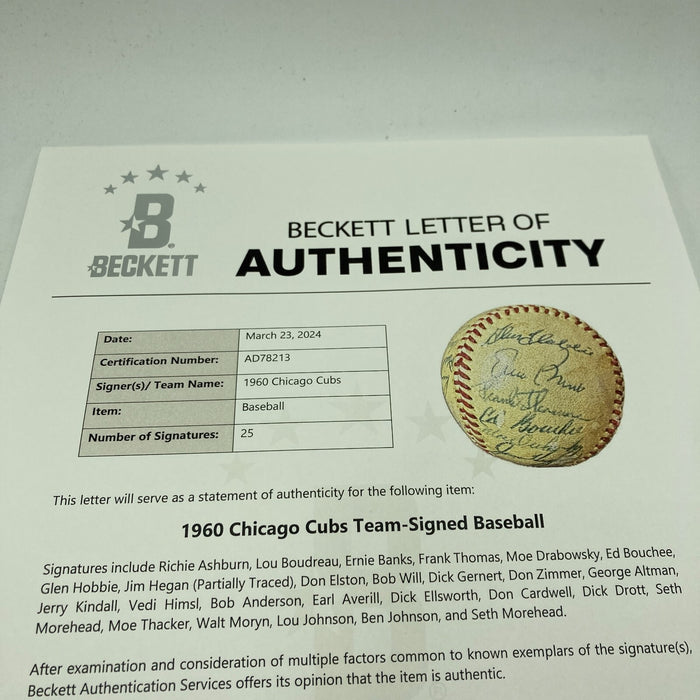 B
BECKETT
BECKETT LETTER OF
AUTHENTICITY
Date: March 23, 2024
Certification Number: AD78213
Signer(s)/ Team Name: 1960 Chicago Cubs
Item: Baseball
Number of Signatures: 25
Ed Bouchee
This letter will serve as a statement of authenticity for the following item:
1960 Chicago Cubs Team-Signed Baseball
Signatures include Richie Ashburn, Lou Boudreau, Ernie Banks, Frank Thomas, Moe Drabowsky, Ed Bouchee,
Glen Hobbie, Jim Hegan (Partially Traced), Don Elston, Bob Will, Dick Gernert, Don Zimmer, George Altman,
Jerry Kindall, Vedi Himsl, Bob Anderson, Earl Averill, Dick Ellsworth, Don Cardwell, Dick Drott, Seth
Morehead, Moe Thacker, Walt Moryn, Lou Johnson, Ben Johnson, and Seth Morehead.
After examination and consideration of multiple factors common to known exemplars of the signature(s),
Beckett Authentication Services offers its opinion that the item is authentic.